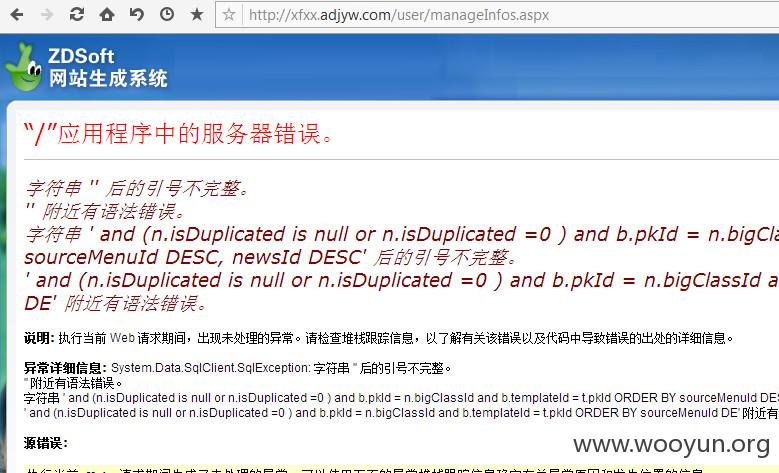 http://xfxx.adjyw.com/user/manageInfos.aspx
ZDSoft
网站生成系统
“/”应用程序中的服务器错误。
字符串 '' 后的引号不完整。
'' 附近有语法错误。
字符串 ' and (n.isDuplicated is null or n.isDuplicated =0 ) and b.pkId = n.bigCla
sourceMenuId DESC, newsId DESC' 后的引号不完整。
' and (n.isDuplicated is null or n.isDuplicated =0 ) and b.pkId = n.bigClassId a
DE' 附近有语法错误。
说明: 执行当前 Web 请求期间，出现未处理的异常。请检查堆栈跟踪信息，以了解有关该错误以及代码中导致错误的出处的详细信息。
异常详细信息: System.Data.SqlClient.SqlException: 字符串 '' 后的引号不完整。
'' 附近有语法错误。
字符串 ' and (n.isDuplicated is null or n.isDuplicated =0 ) and b.pkId = n.bigClassId and b.templateId = t.pkId ORDER BY sourceMenuId DES
' and (n.isDuplicated is null or n.isDuplicated =0 ) and b.pkId = n.bigClassId and b.templateId = t.pkId ORDER BY sourceMenuId DE' 附近有
源错误:
www.wooyun.org